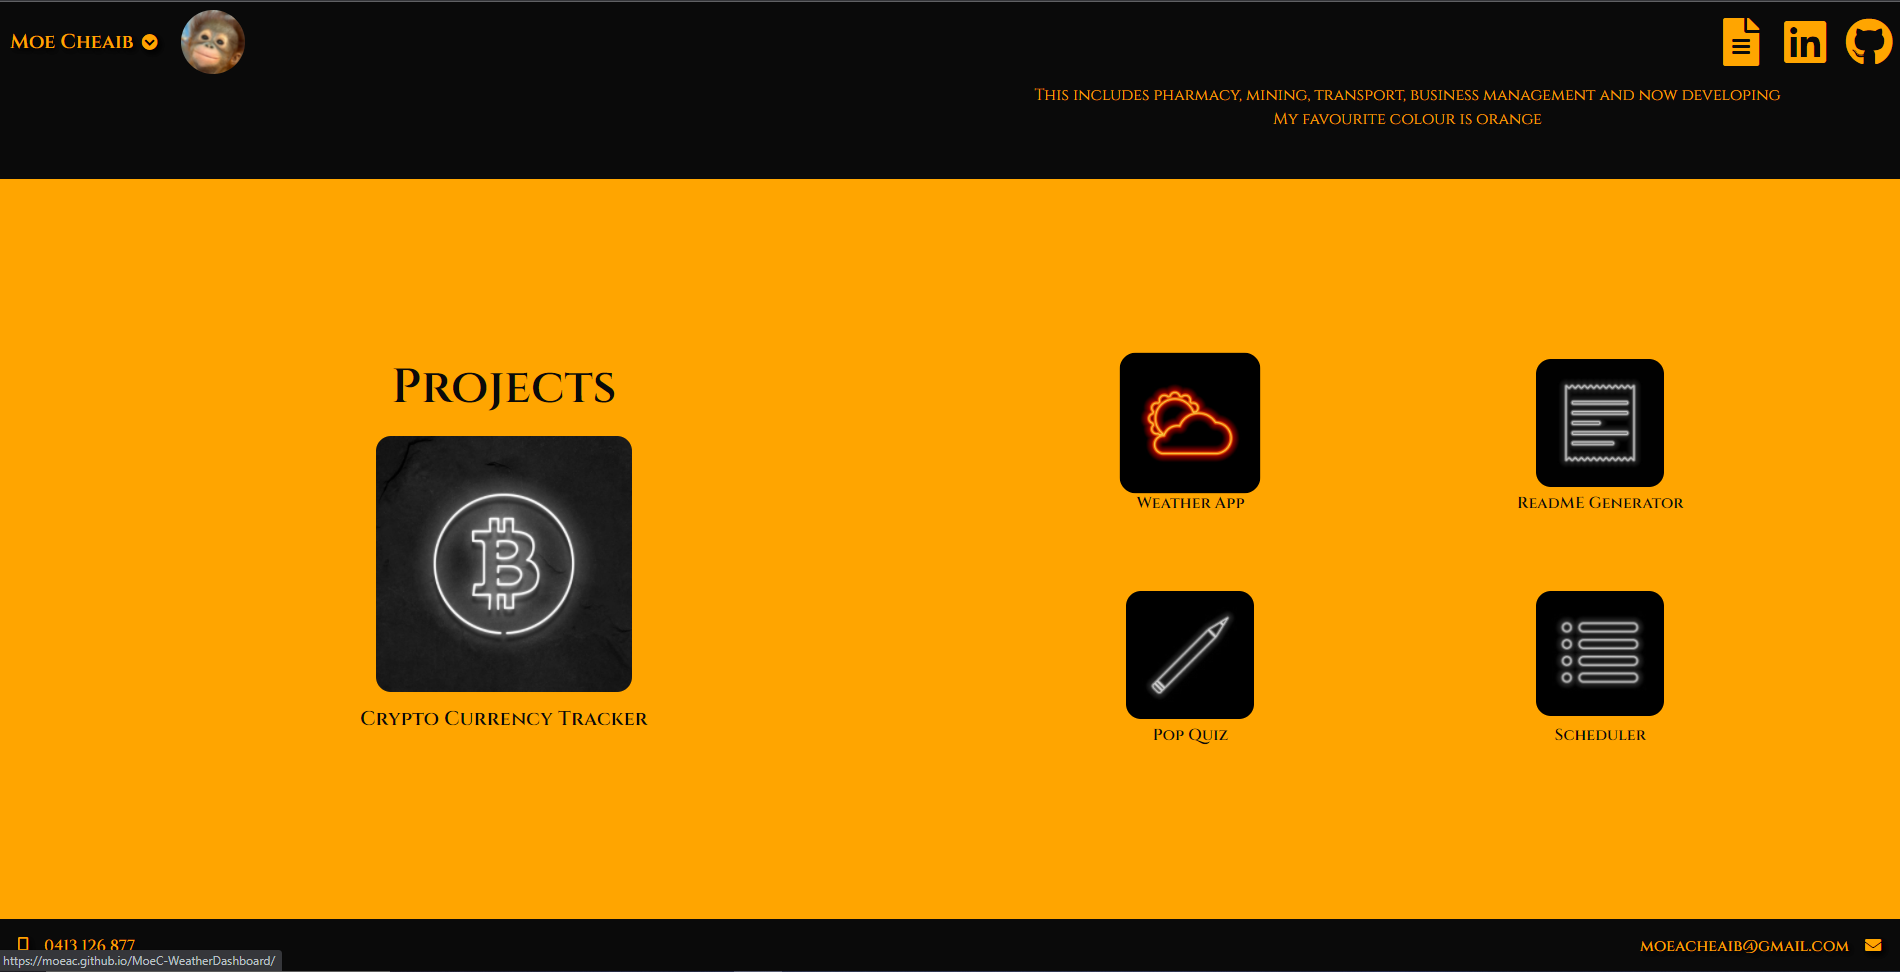 Moe Cheaib
in
This includes pharmacy, mining, transport, business management and now developing
My favourite colour is orange
Projects
B
Crypto Currency Tracker
Weather App
ReadME Generator
Pop Quiz
Scheduler
0413 126 877
moeacheaib@gmail.com
https://moeac.github.io/MoeC-WeatherDashboard/